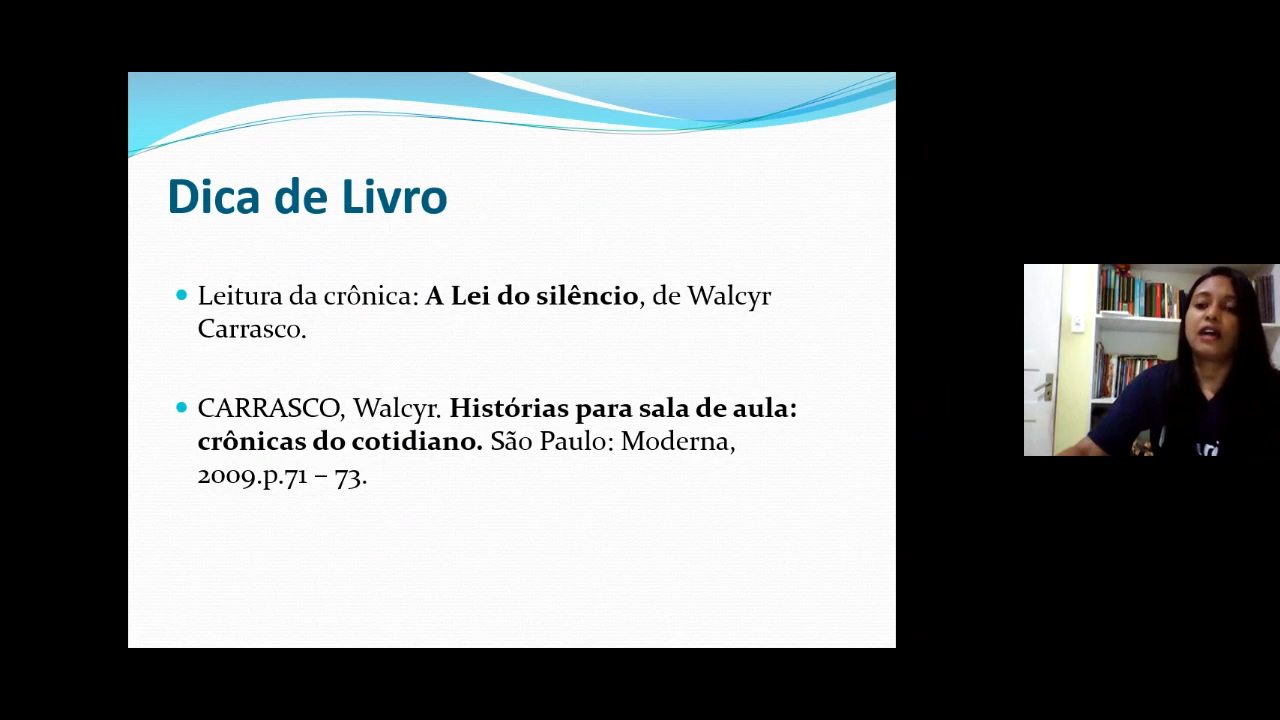 Dica de Livro
Leitura da crônica: A Lei do silêncio, de Walcyr
Carrasco.
CARRASCO, Walcyr. Histórias para sala de aula:
crônicas do cotidiano. São Paulo: Moderna,
2009.p.71 – 73.